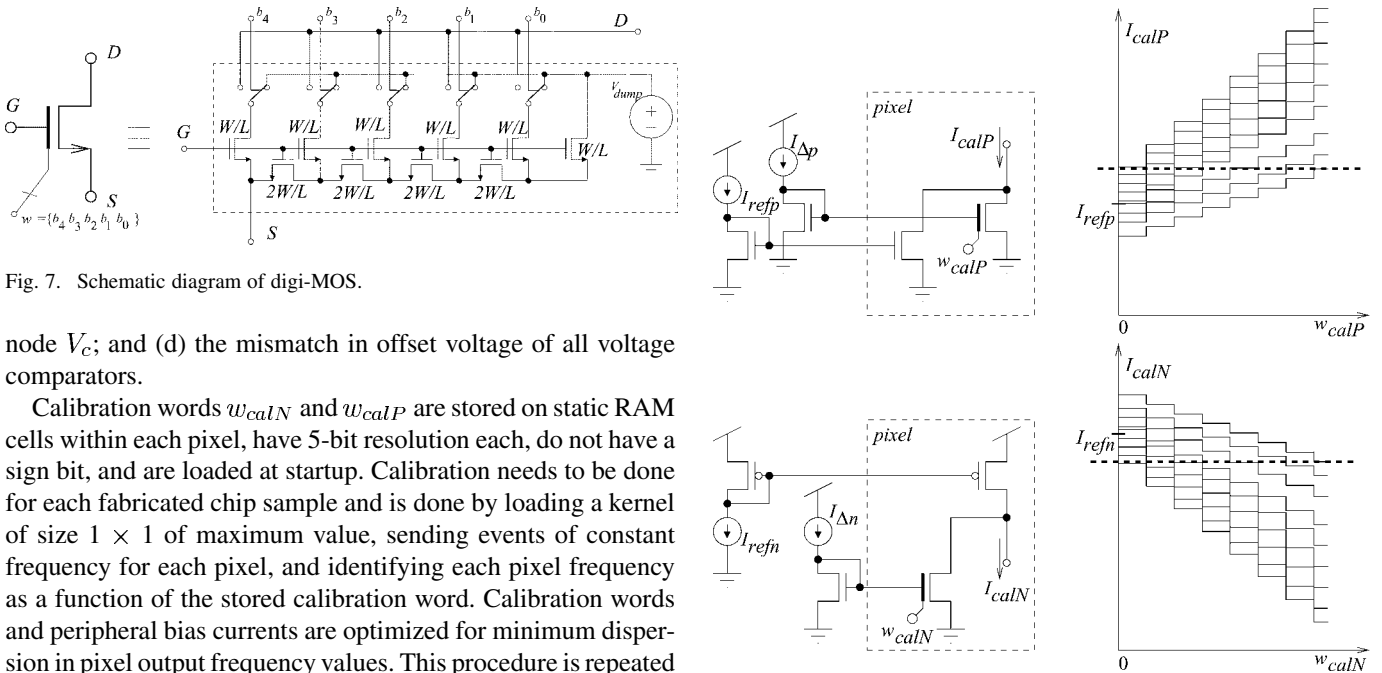 b4 b3 b2 b1 b0
D
D
G
S
w ={b4 b3 b2 b1 b0 }
Vdump
G W/L W/L W/L W/L W/L W/L
2W/L 2W/L 2W/L 2W/L
S
Fig. 7. Schematic diagram of digi-MOS.
node Vc; and (d) the mismatch in offset voltage of all voltage
comparators.
Calibration words wcalN and wcalP are stored on static RAM
cells within each pixel, have 5-bit resolution each, do not have a
sign bit, and are loaded at startup. Calibration needs to be done
for each fabricated chip sample and is done by loading a kernel
of size 1 × 1 of maximum value, sending events of constant
frequency for each pixel, and identifying each pixel frequency
as a function of the stored calibration word. Calibration words
and peripheral bias currents are optimized for minimum disper-
sion in pixel output frequency values. This procedure is repeated
pixel
IΔp
IcalP
Irefp
wcalP
IcalP
Irefp
0 wcalP
pixel
IΔn
Irefn
IcalN
wcalN
IcalN
Irefn
0 wcalN